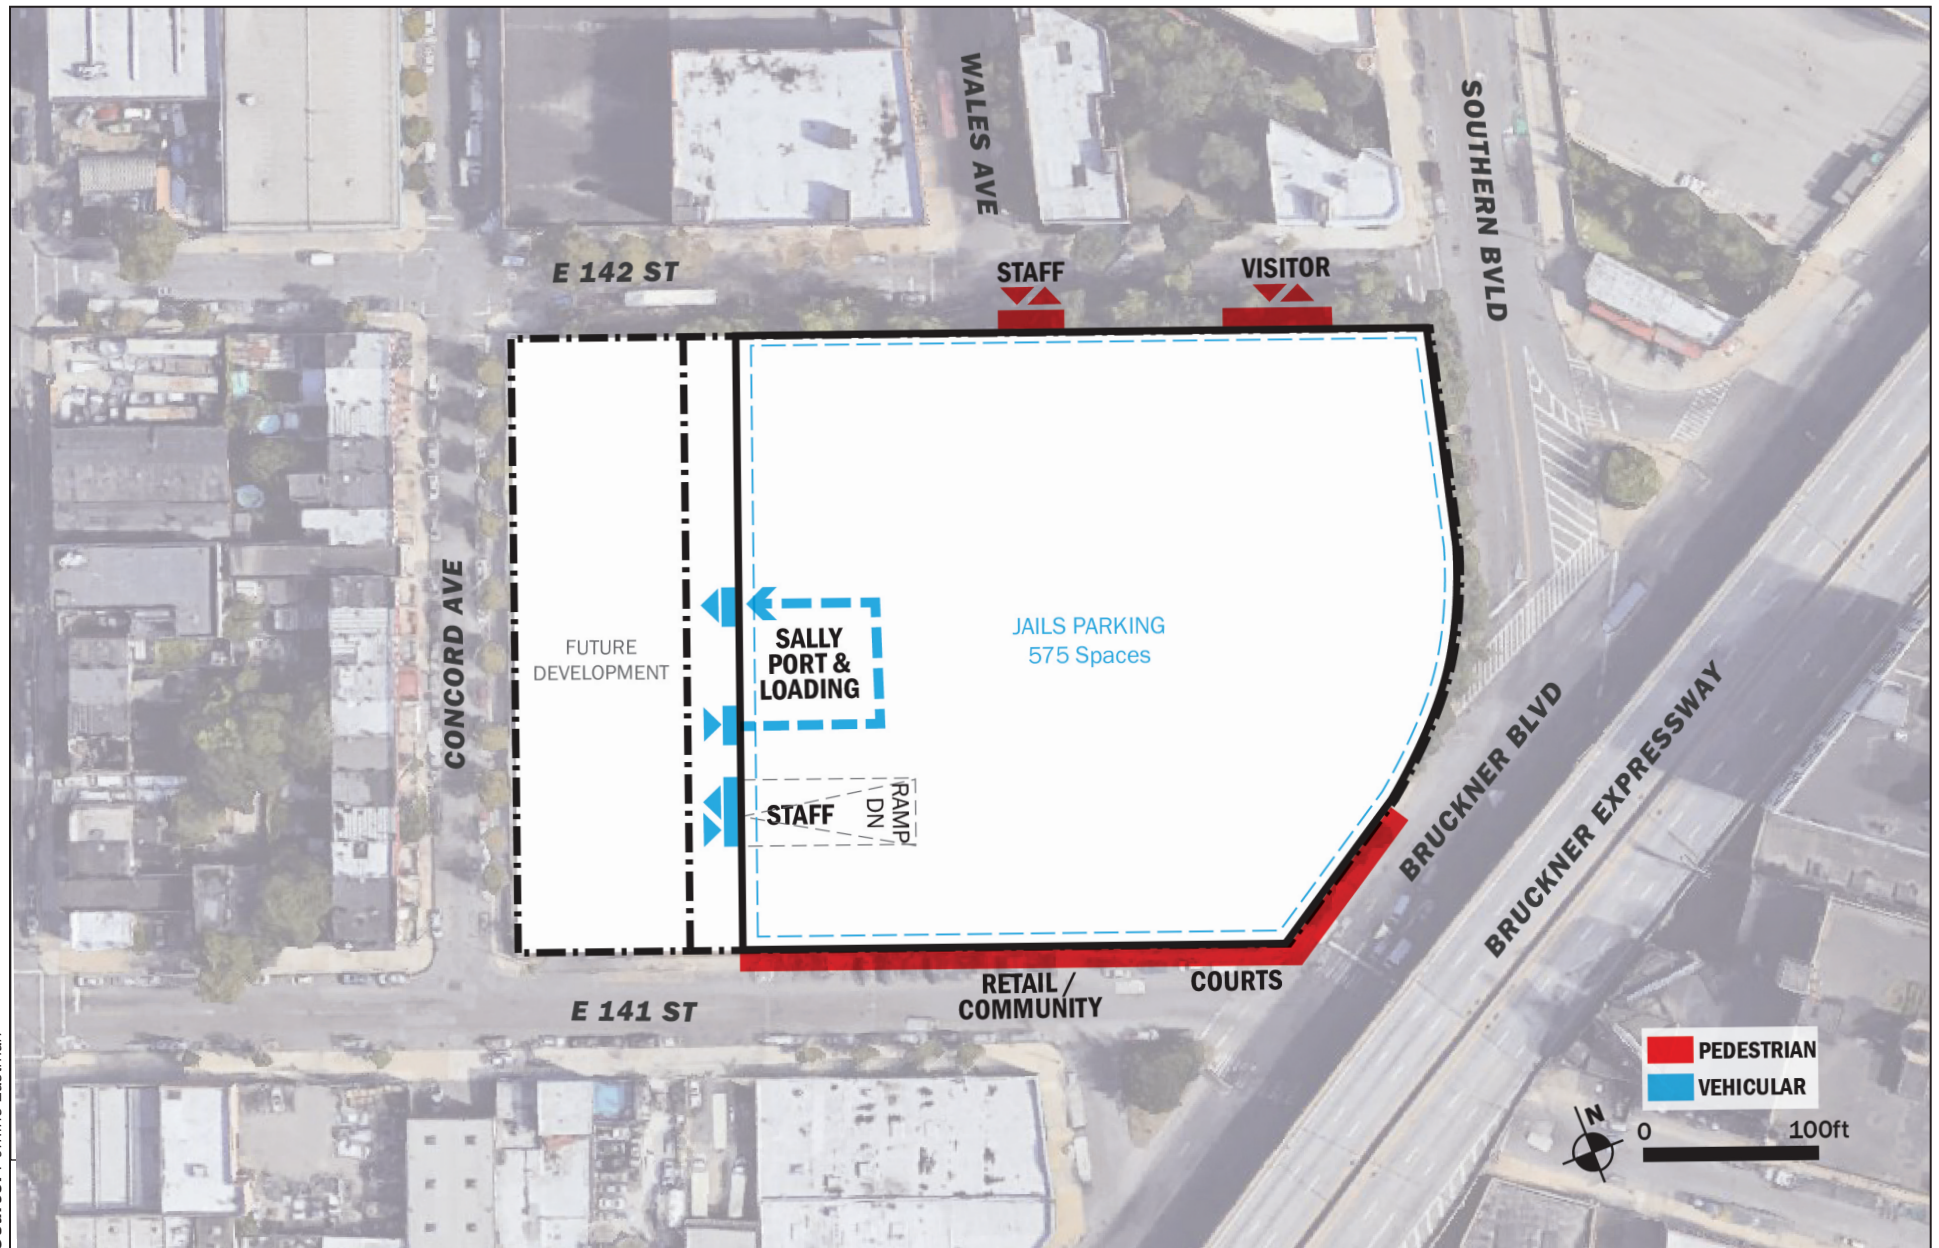 WALES AVE
SOUTHERN BVLD
E 142 ST
STAFF
VISITOR
CONCORD AVE
FUTURE
DEVELOPMENT
SALLY
PORT &
LOADING
JAILS PARKING
575 Spaces
STAFF
RAMP
DN
BRUCKNER BLVD
BRUCKNER EXPRESSWAY
RETAIL /
COMMUNITY
COURTS
E 141 ST
PEDESTRIAN
VEHICULAR
N
0
100ft